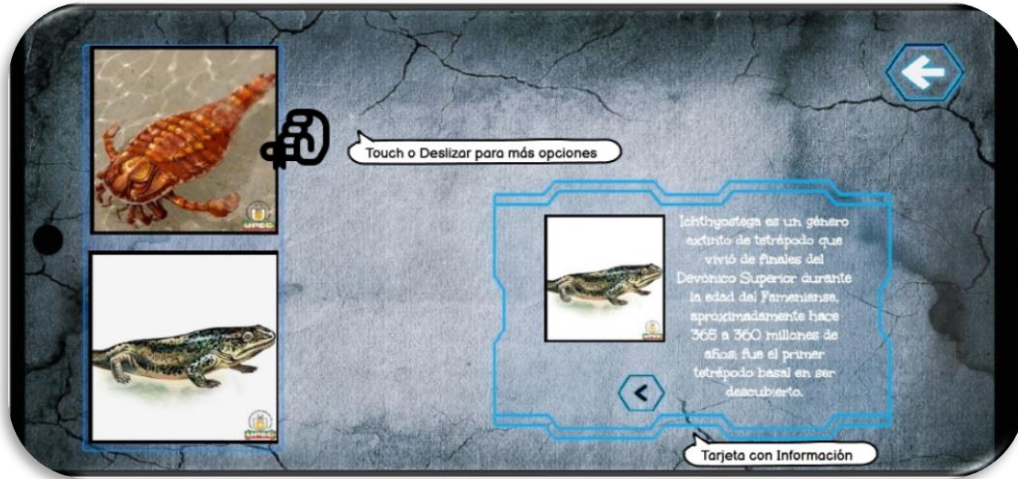 UPEC
Touch o Deslizar para más opciones
Ichthyostega es un género
extinto de tetrápodo que
vivió de finales del
Devónico Superior durante
la edad del Fameniense,
aproximadamente hace
365 a 360 millones de
años; fue el primer
tetrápodo basal en ser
descubierto.
UPEC
Tarjeta con Información